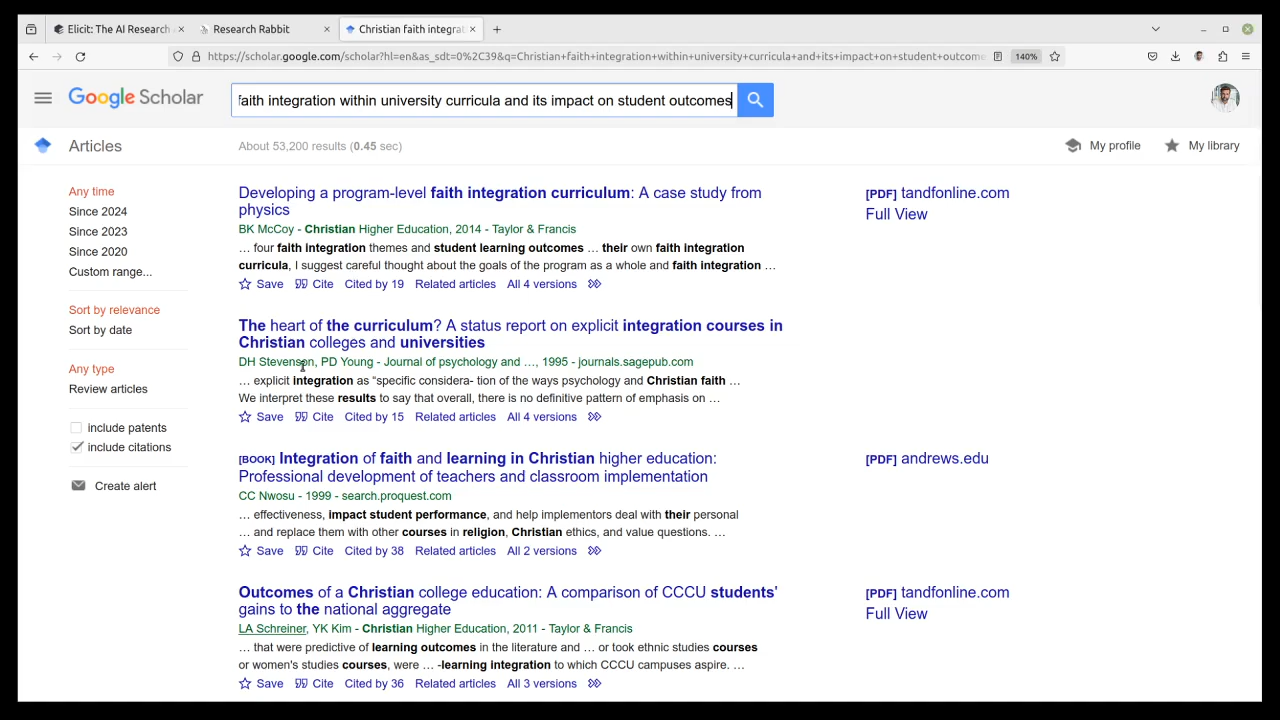 Elicit: The AI Research
Research Rabbit
Christian faith integrat
https://scholar.google.com/scholar?hl=en&as_sdt=0%2C39&q=Christian+faith+integration+within+university+curricula+and+its+impact+on+student+outcome
140%
Google Scholar
faith integration within university curricula and its impact on student outcomes
Articles
About 53,200 results (0.45 sec)
My profile
My library
Any time
Since 2024
Since 2023
Since 2020
Custom range...
Sort by relevance
Sort by date
Any type
Review articles
include patents
include citations
Create alert
Developing a program-level faith integration curriculum: A case study from
physics
BK McCoy - Christian Higher Education, 2014 - Taylor & Francis
… four faith integration themes and student learning outcomes … their own faith integration
curricula, I suggest careful thought about the goals of the program as a whole and faith integration …
Save Cite Cited by 19 Related articles All 4 versions
[PDF] tandfonline.com
Full View
The heart of the curriculum? A status report on explicit integration courses in
Christian colleges and universities
DH Stevenson, PD Young - Journal of psychology and …, 1995 - journals.sagepub.com
… explicit integration as “specific considera- tion of the ways psychology and Christian faith …
We interpret these results to say that overall, there is no definitive pattern of emphasis on …
Save Cite Cited by 15 Related articles All 4 versions
[BOOK] Integration of faith and learning in Christian higher education:
Professional development of teachers and classroom implementation
CC Nwosu - 1999 - search.proquest.com
… effectiveness, impact student performance, and help implementors deal with their personal
… and replace them with other courses in religion, Christian ethics, and value questions. …
Save Cite Cited by 38 Related articles All 2 versions
[PDF] andrews.edu
Outcomes of a Christian college education: A comparison of CCCU students'
gains to the national aggregate
LA Schreiner, YK Kim - Christian Higher Education, 2011 - Taylor & Francis
… that were predictive of learning outcomes in the literature and … or took ethnic studies courses
or women's studies courses, were … -learning integration to which CCCU campuses aspire. …
Save Cite Cited by 36 Related articles All 3 versions
[PDF] tandfonline.com
Full View